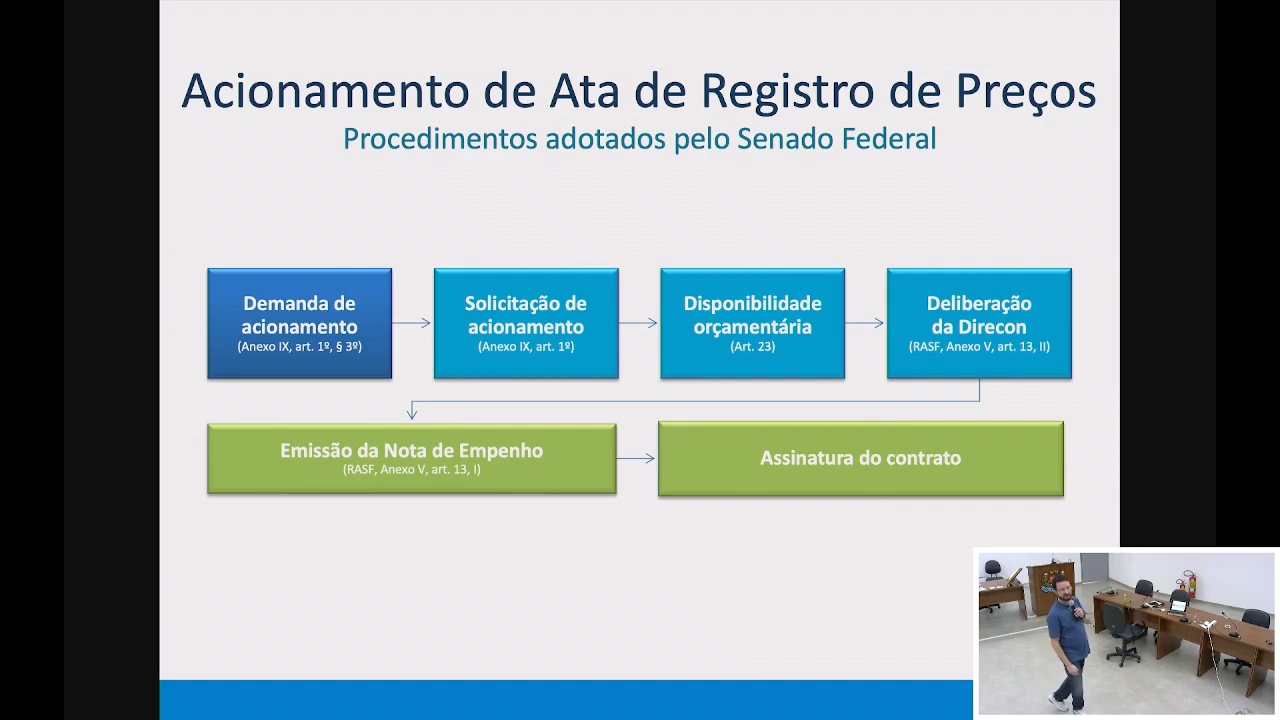 Acionamento de Ata de Registro de Preços
Procedimentos adotados pelo Senado Federal
Demanda de
acionamento
(Anexo IX, art. 1º, § 3º)
Solicitação de
acionamento
(Anexo IX, art. 1º)
Disponibilidade
orçamentária
(Art. 23)
Deliberação
da Direcon
(RASF, Anexo V, art. 13, II)
Emissão da Nota de Empenho
(RASF, Anexo V, art. 13, I)
Assinatura do contrato